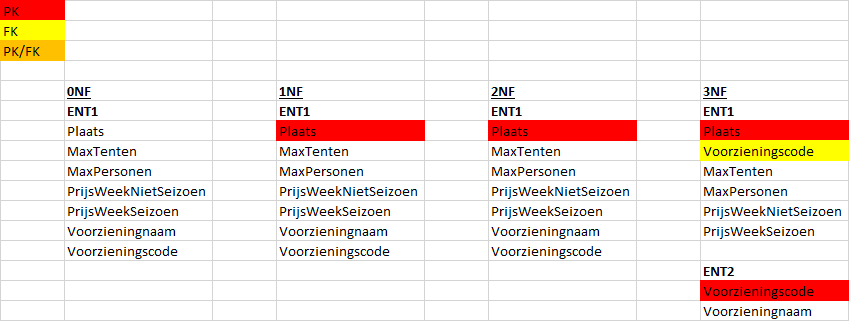 PK
FK
PK/FK
0NF 1NF 2NF 3NF
ENT1 ENT1 ENT1 ENT1
Plaats Plaats Plaats Plaats
MaxTenten MaxTenten MaxTenten Voorzieningscode
MaxPersonen MaxPersonen MaxPersonen MaxTenten
PrijsWeekNietSeizoen PrijsWeekNietSeizoen PrijsWeekNietSeizoen MaxPersonen
PrijsWeekSeizoen PrijsWeekSeizoen PrijsWeekSeizoen PrijsWeekNietSeizoen
Voorzieningnaam Voorzieningnaam Voorzieningnaam PrijsWeekSeizoen
Voorzieningscode Voorzieningscode Voorzieningscode
ENT2
Voorzieningscode
Voorzieningnaam